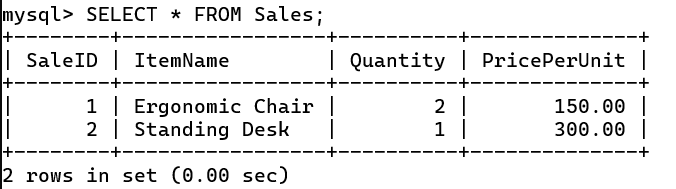 mysql> SELECT * FROM Sales;
+--------+-----------------+----------+--------------+
| SaleID | ItemName        | Quantity | PricePerUnit |
+--------+-----------------+----------+--------------+
|      1 | Ergonomic Chair |        2 |       150.00 |
|      2 | Standing Desk   |        1 |       300.00 |
+--------+-----------------+----------+--------------+
2 rows in set (0.00 sec)